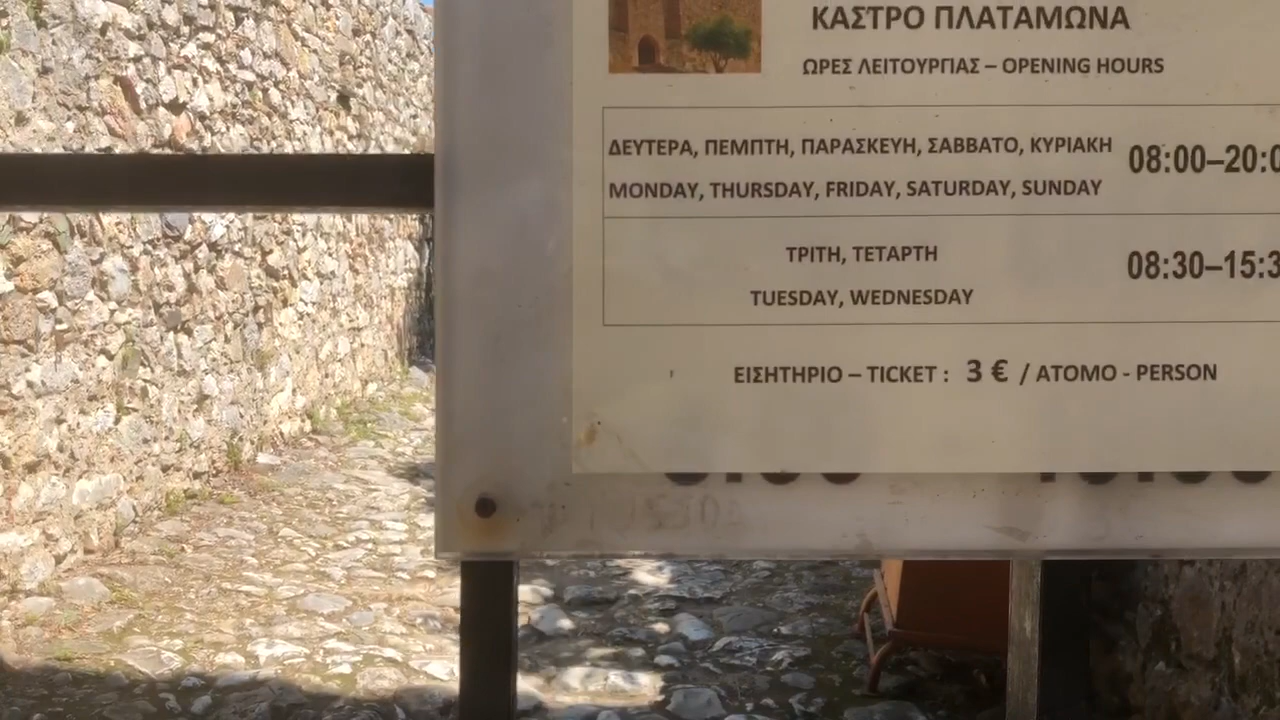 ΚΑΣΤΡΟ ΠΛΑΤΑΜΩΝΑ
ΩΡΕΣ ΛΕΙΤΟΥΡΓΙΑΣ – OPENING HOURS
ΔΕΥΤΕΡΑ, ΠΕΜΠΤΗ, ΠΑΡΑΣΚΕΥΗ, ΣΑΒΒΑΤΟ, ΚΥΡΙΑΚΗ
08:00–20:0
MONDAY, THURSDAY, FRIDAY, SATURDAY, SUNDAY
ΤΡΙΤΗ, ΤΕΤΑΡΤΗ
08:30–15:3
TUESDAY, WEDNESDAY
ΕΙΣΗΤΗΡΙΟ – TICKET : 3 € / ΑΤΟΜΟ - PERSON